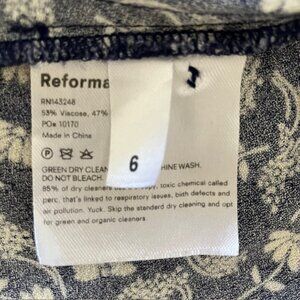 Reforma
RN143248
53% Viscose, 47%
PO# 10170
Made in China
6
GREEN DRY CLEAN HINE WASH.
DO NOT BLEACH.
85% of dry cleaners toxic chemical called
perc, that's linked to respiratory issues, birth defects and
air pollution. Yuck. Skip the standard dry cleaning and opt for
green and organic cleaners.